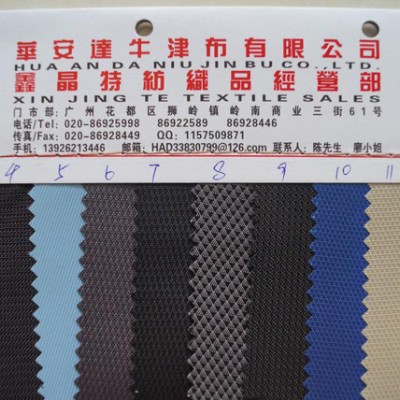 華安達牛津布有限公司
HUA AN DA NIU JIN BU CO.,LTD.
鑫晶特紡織品經營部
XIN JING TE TEXTILE SALES
门市部:广州花都区狮岭镇岭南商业三街61号
电话/Tel: 020-86925998 86922589 86928446
传真/Fax: 020-86928449 QQ: 1157509871
手机: 13926213446 邮箱: HAD33830799@126.com 联系人: 陈先生 廖小姐
4 5 6 7 8 9 10 11